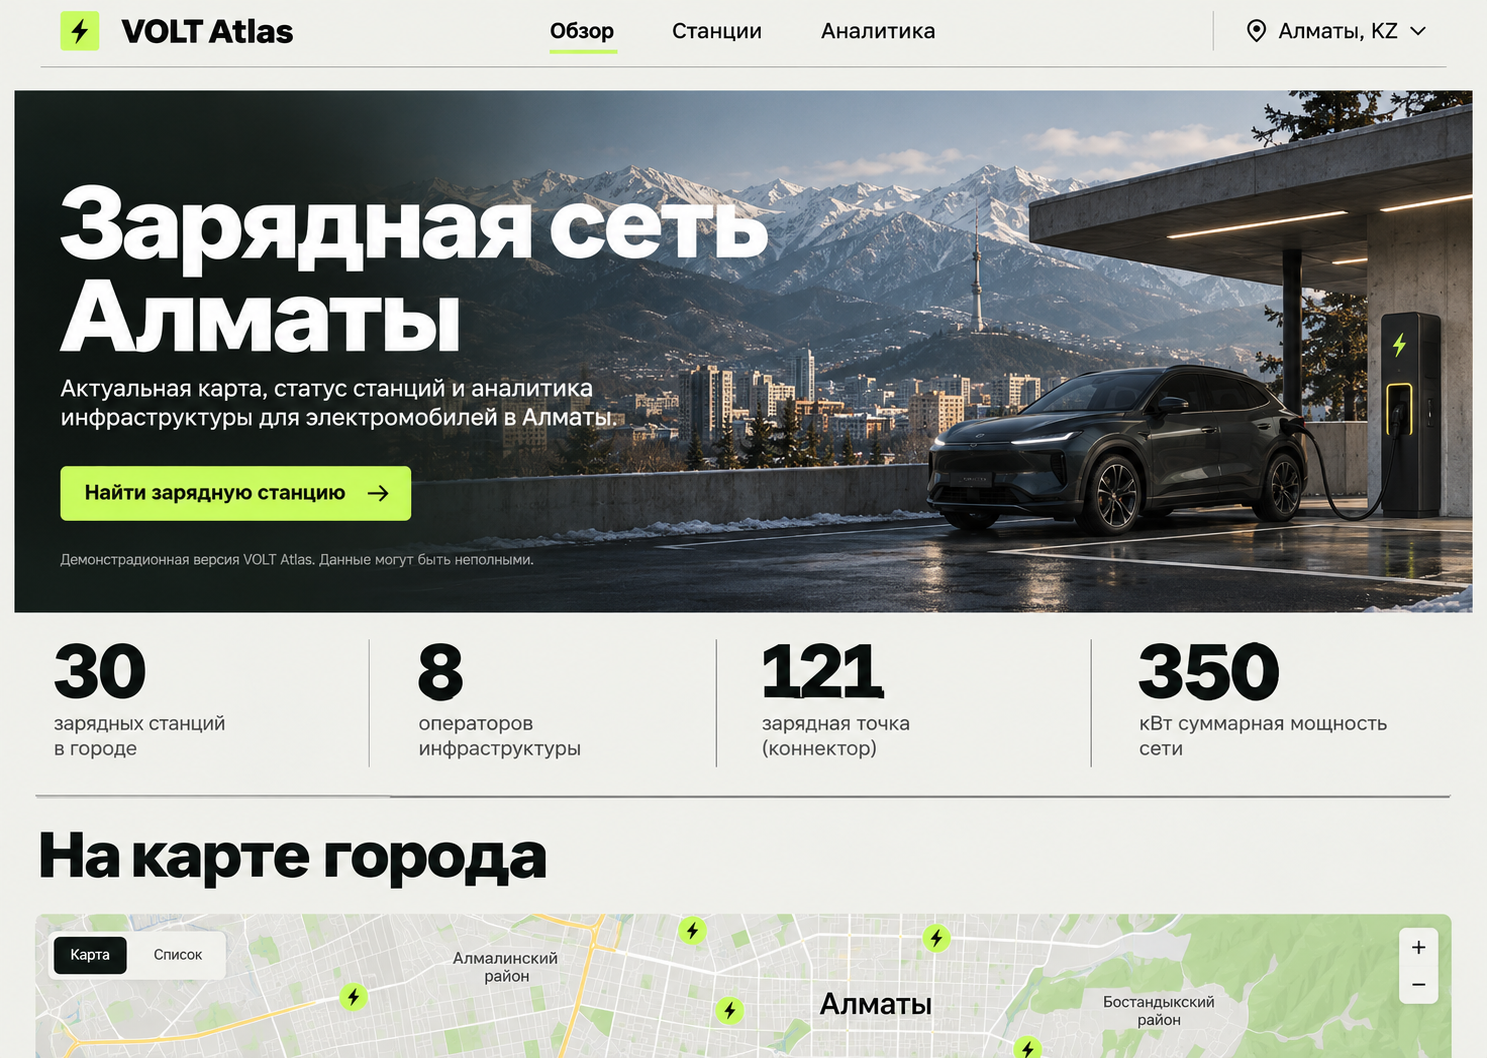 VOLT Atlas
Обзор
Станции
Аналитика
Алматы, KZ
Зарядная сеть
Алматы
Актуальная карта, статус станций и аналитика
инфраструктуры для электромобилей в Алматы.
Найти зарядную станцию
Демонстрадионная версия VOLT Atlas. Данные могут быть неполными.
30
зарядных станций
в городе
8
операторов
инфраструктуры
121
зарядная точка
(коннектор)
350
кВт суммарная мощность
сети
На карте города
Карта
Список
Алмалинский
район
Алматы
Бостандыкский
район
+
−